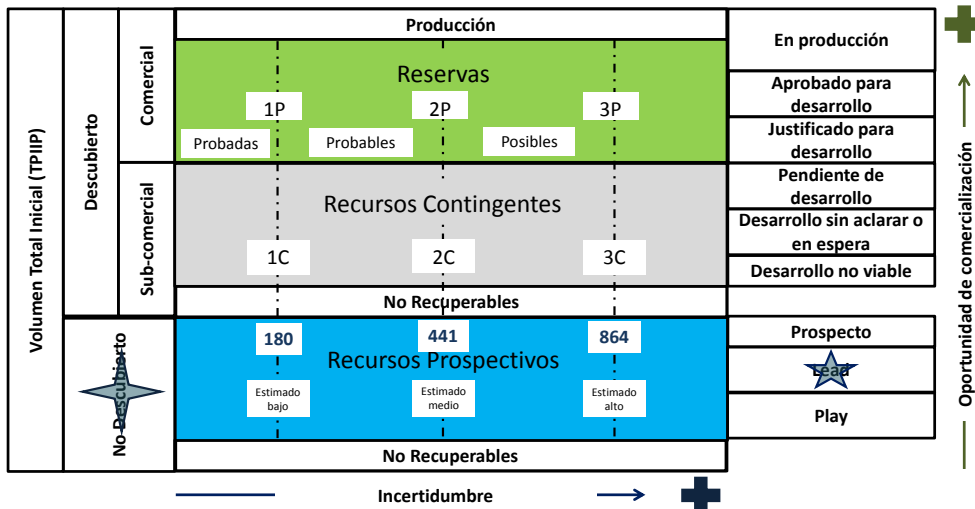 Volumen Total Inicial (TPIIP)
Descubierto
No-Descubierto
Comercial
Sub-comercial
Producción
Reservas
1P
2P
3P
Probadas
Probables
Posibles
Recursos Contingentes
1C
2C
3C
No Recuperables
180
441
864
Recursos Prospectivos
Estimado
bajo
Estimado
medio
Estimado
alto
No Recuperables
En producción
Aprobado para
desarrollo
Justificado para
desarrollo
Pendiente de
desarrollo
Desarrollo sin aclarar o
en espera
Desarrollo no viable
Prospecto
Lead
Play
Oportunidad de comercialización
Incertidumbre